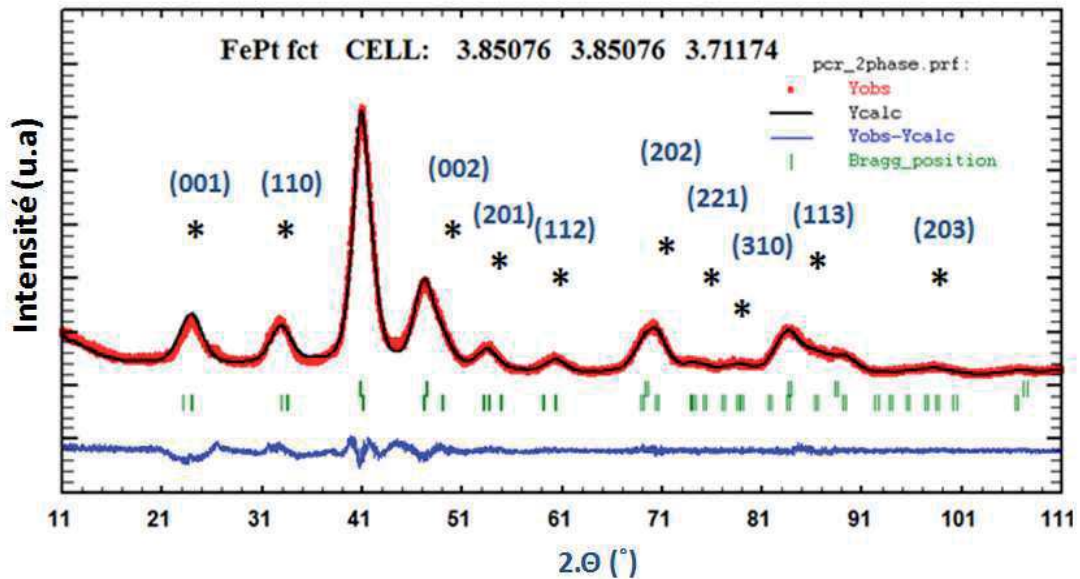 FePt fct CELL: 3.85076 3.85076 3.71174
pcr_2phase.prf:
Yobs
Ycalc
Yobs-Ycalc
Bragg_position
Intensité (u.a)
(001)
(110)
(002)
(201)
(112)
(202)
(221)
(310)
(113)
(203)
* * * * * * * * * *
11 21 31 41 51 61 71 81 91 101 111
2.Θ (°)